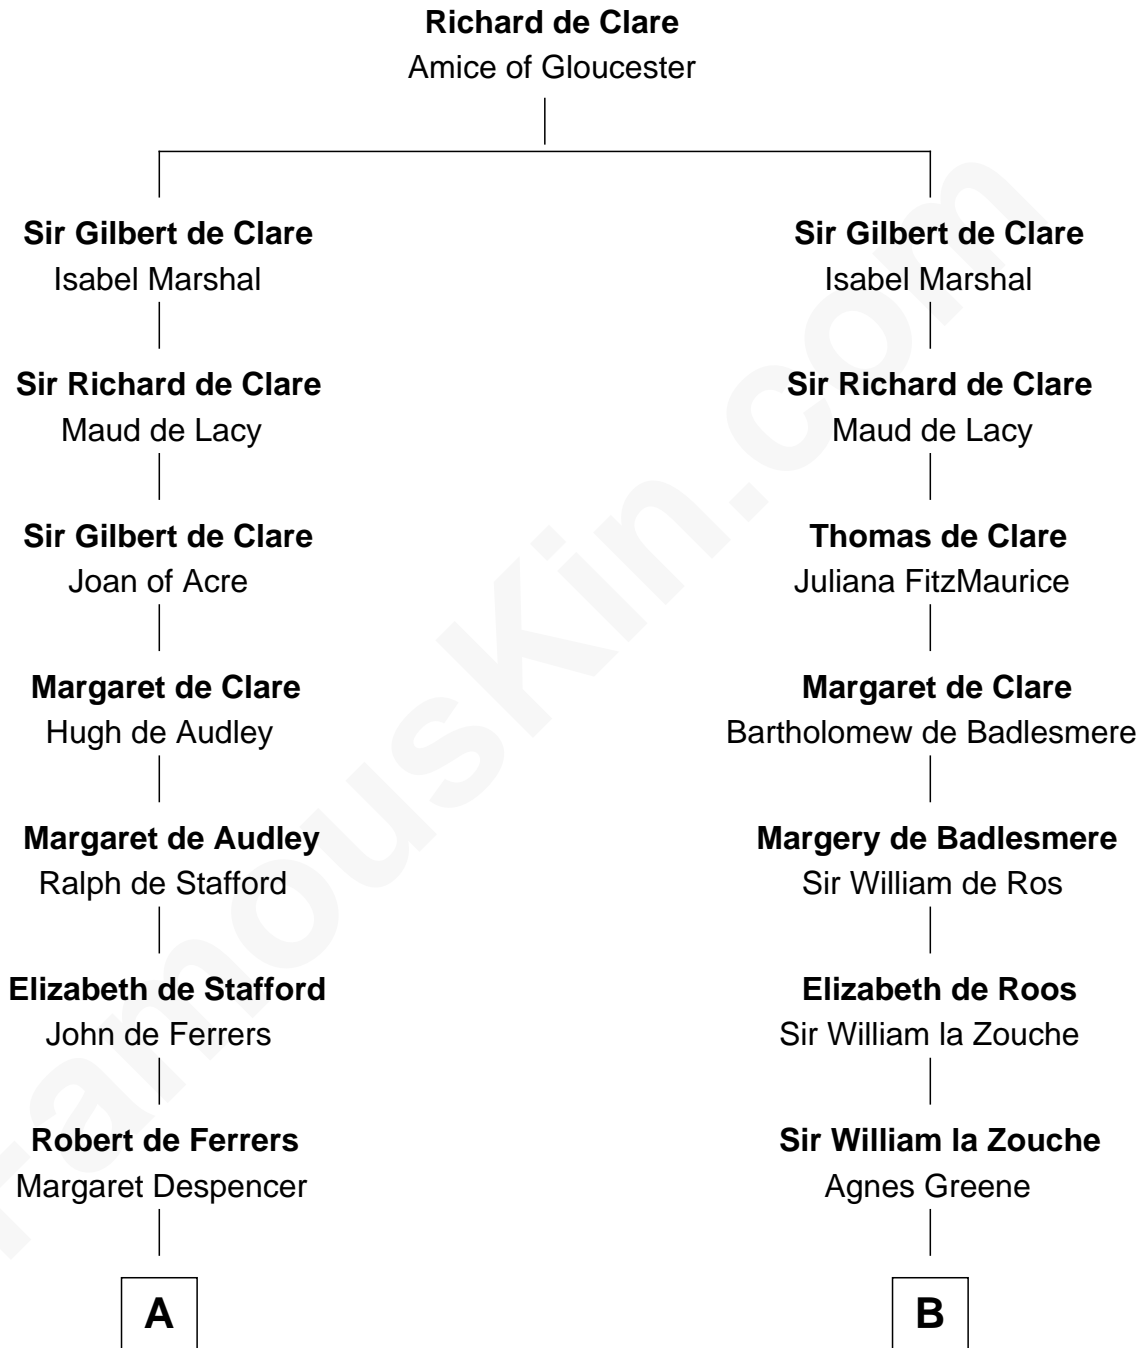 Richard de Clare
Amice of Gloucester
Sir Gilbert de Clare
Isabel Marshal
Sir Richard de Clare
Maud de Lacy
Sir Gilbert de Clare
Joan of Acre
Margaret de Clare
Hugh de Audley
Margaret de Audley
Ralph de Stafford
Elizabeth de Stafford
John de Ferrers
Robert de Ferrers
Margaret Despencer
A
Sir Gilbert de Clare
Isabel Marshal
Sir Richard de Clare
Maud de Lacy
Thomas de Clare
Juliana FitzMaurice
Margaret de Clare
Bartholomew de Badlesmere
Margery de Badlesmere
Sir William de Ros
Elizabeth de Roos
Sir William la Zouche
Sir William la Zouche
Agnes Greene
B
FamousKin.com